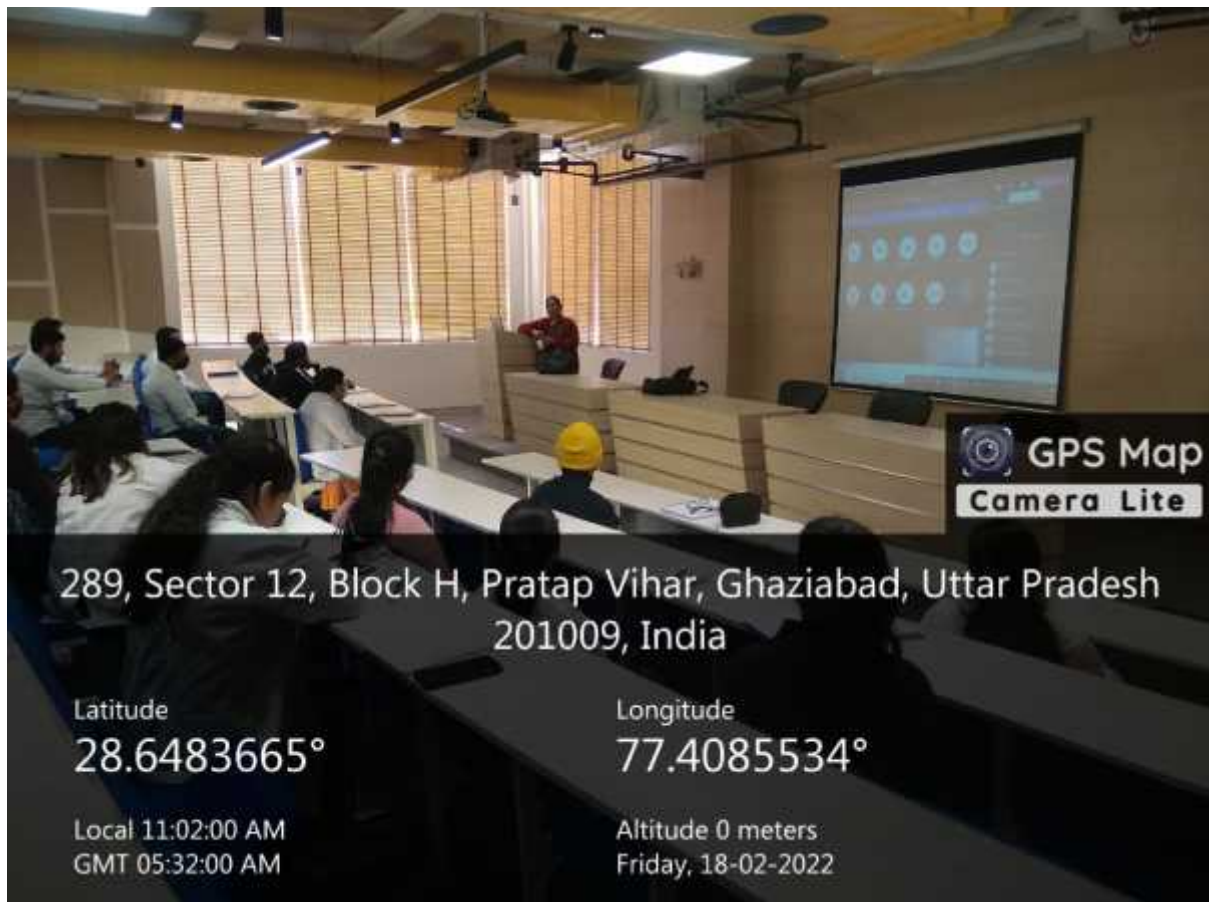 GPS Map
Camera Lite
289, Sector 12, Block H, Pratap Vihar, Ghaziabad, Uttar Pradesh
201009, India
Latitude
28.6483665°
Longitude
77.4085534°
Local 11:02:00 AM
GMT 05:32:00 AM
Altitude 0 meters
Friday, 18-02-2022